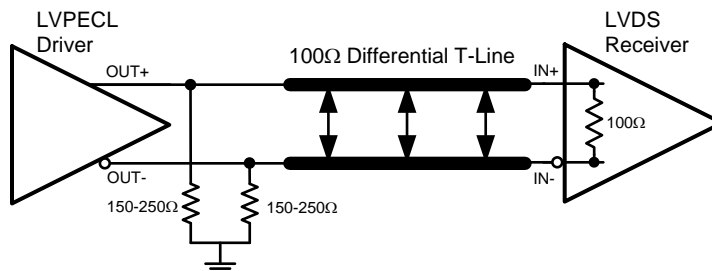 LVPECL
Driver
LVDS
Receiver
100Ω Differential T-Line
OUT+
IN+
100Ω
OUT-
IN-
150-250Ω
150-250Ω